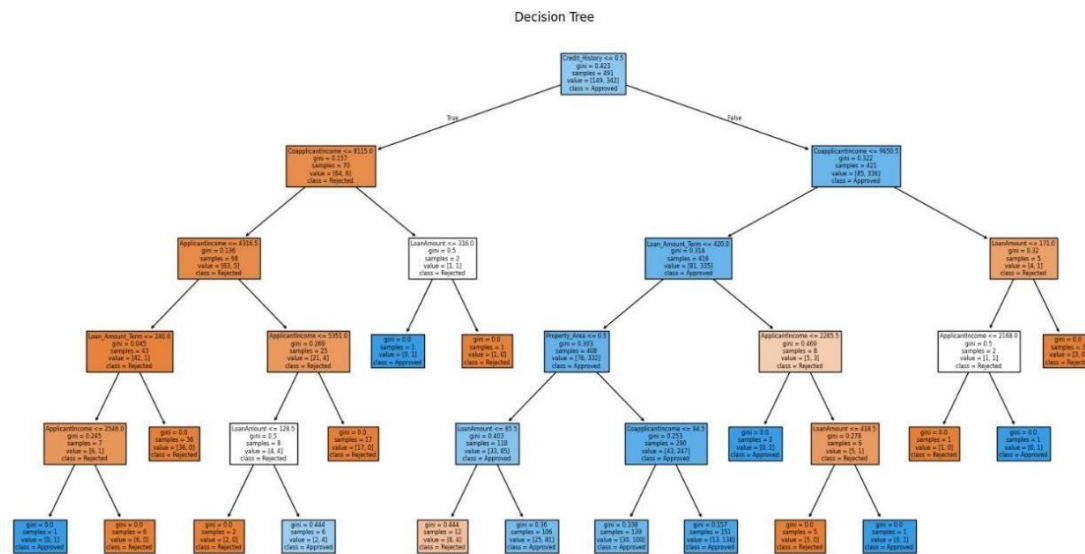 Decision Tree
Credit_History <= 0.5
gini = 0.423
samples = 491
value = [149, 342]
class = Approved
True
False
CoapplicantIncome <= 8115.0
gini = 0.157
samples = 70
value = [64, 6]
class = Rejected
CoapplicantIncome <= 9650.5
gini = 0.322
samples = 421
value = [85, 336]
class = Approved
ApplicantIncome <= 4316.5
gini = 0.136
samples = 68
value = [63, 5]
class = Rejected
LoanAmount <= 316.0
gini = 0.5
samples = 2
value = [1, 1]
class = Rejected
Loan_Amount_Term <= 420.0
gini = 0.314
samples = 416
value = [81, 335]
class = Approved
LoanAmount <= 171.0
gini = 0.32
samples = 5
value = [4, 1]
class = Rejected
Loan_Amount_Term <= 240.0
gini = 0.045
samples = 43
value = [42, 1]
class = Rejected
ApplicantIncome <= 5351.0
gini = 0.269
samples = 25
value = [21, 4]
class = Rejected
gini = 0.0
samples = 1
value = [0, 1]
class = Approved
gini = 0.0
samples = 1
value = [1, 0]
class = Rejected
Property_Area <= 0.5
gini = 0.303
samples = 408
value = [76, 332]
class = Approved
ApplicantIncome <=
gini = 0.469
samples = 8
value = [5, 3]
class = Rejected
ApplicantIncome <= 2168.0
gini = 0.5
samples = 2
value = [1, 1]
class = Rejected
gini = 0.0
samples = 3
value = [3, 0]
class = Rejected
ApplicantIncome <= 2546.0
gini = 0.245
samples = 7
value = [6, 1]
class = Rejected
gini = 0.0
samples = 36
value = [36, 0]
class = Rejected
LoanAmount <= 128.5
gini = 0.5
samples = 8
value = [4, 4]
class = Rejected
gini = 0.0
samples = 17
value = [17, 0]
class = Rejected
LoanAmount <= 85.5
gini = 0.403
samples = 118
value = [33, 85]
class = Approved
CoapplicantIncome <= 94.5
gini = 0.253
samples = 290
value = [43, 247]
class = Approved
gini = 0.0
samples = 2
value = [0, 2]
class = Approved
LoanAmount <= 418.5
gini = 0.278
samples = 6
value = [5, 1]
class = Rejected
gini = 0.0
samples = 1
value = [1, 0]
class = Rejected
gini = 0.0
samples = 1
value = [0, 1]
class = Approved
gini = 0.0
samples = 1
value = [0, 1]
class = Approved
gini = 0.0
samples = 6
value = [6, 0]
class = Rejected
gini = 0.0
samples = 2
value = [2, 0]
class = Rejected
gini = 0.444
samples = 6
value = [2, 4]
class = Approved
gini = 0.444
samples = 12
value = [8, 4]
class = Rejected
gini = 0.36
samples = 106
value = [25, 81]
class = Approved
gini = 0.338
samples = 139
value = [30, 109]
class = Approved
gini = 0.157
samples = 151
value = [13, 138]
class = Approved
gini = 0.0
samples = 5
value = [5, 0]
class = Rejected
gini = 0.0
samples = 1
value = [0, 1]
class = Approved